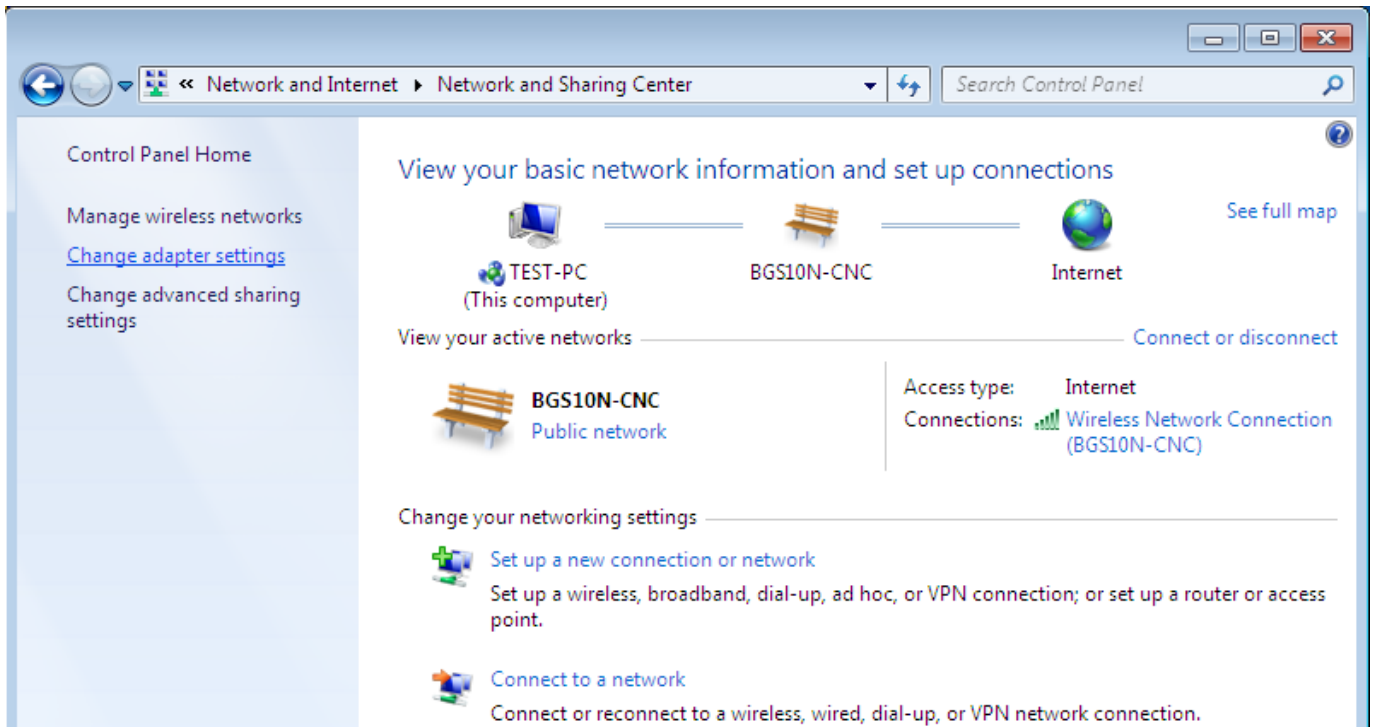 « Network and Internet ▸ Network and Sharing Center
Search Control Panel
Control Panel Home
Manage wireless networks
Change adapter settings
Change advanced sharing
settings
View your basic network information and set up connections
See full map
TEST-PC
(This computer)
BGS10N-CNC
Internet
View your active networks
Connect or disconnect
BGS10N-CNC
Public network
Access type: Internet
Connections: Wireless Network Connection
(BGS10N-CNC)
Change your networking settings
Set up a new connection or network
Set up a wireless, broadband, dial-up, ad hoc, or VPN connection; or set up a router or access
point.
Connect to a network
Connect or reconnect to a wireless, wired, dial-up, or VPN network connection.